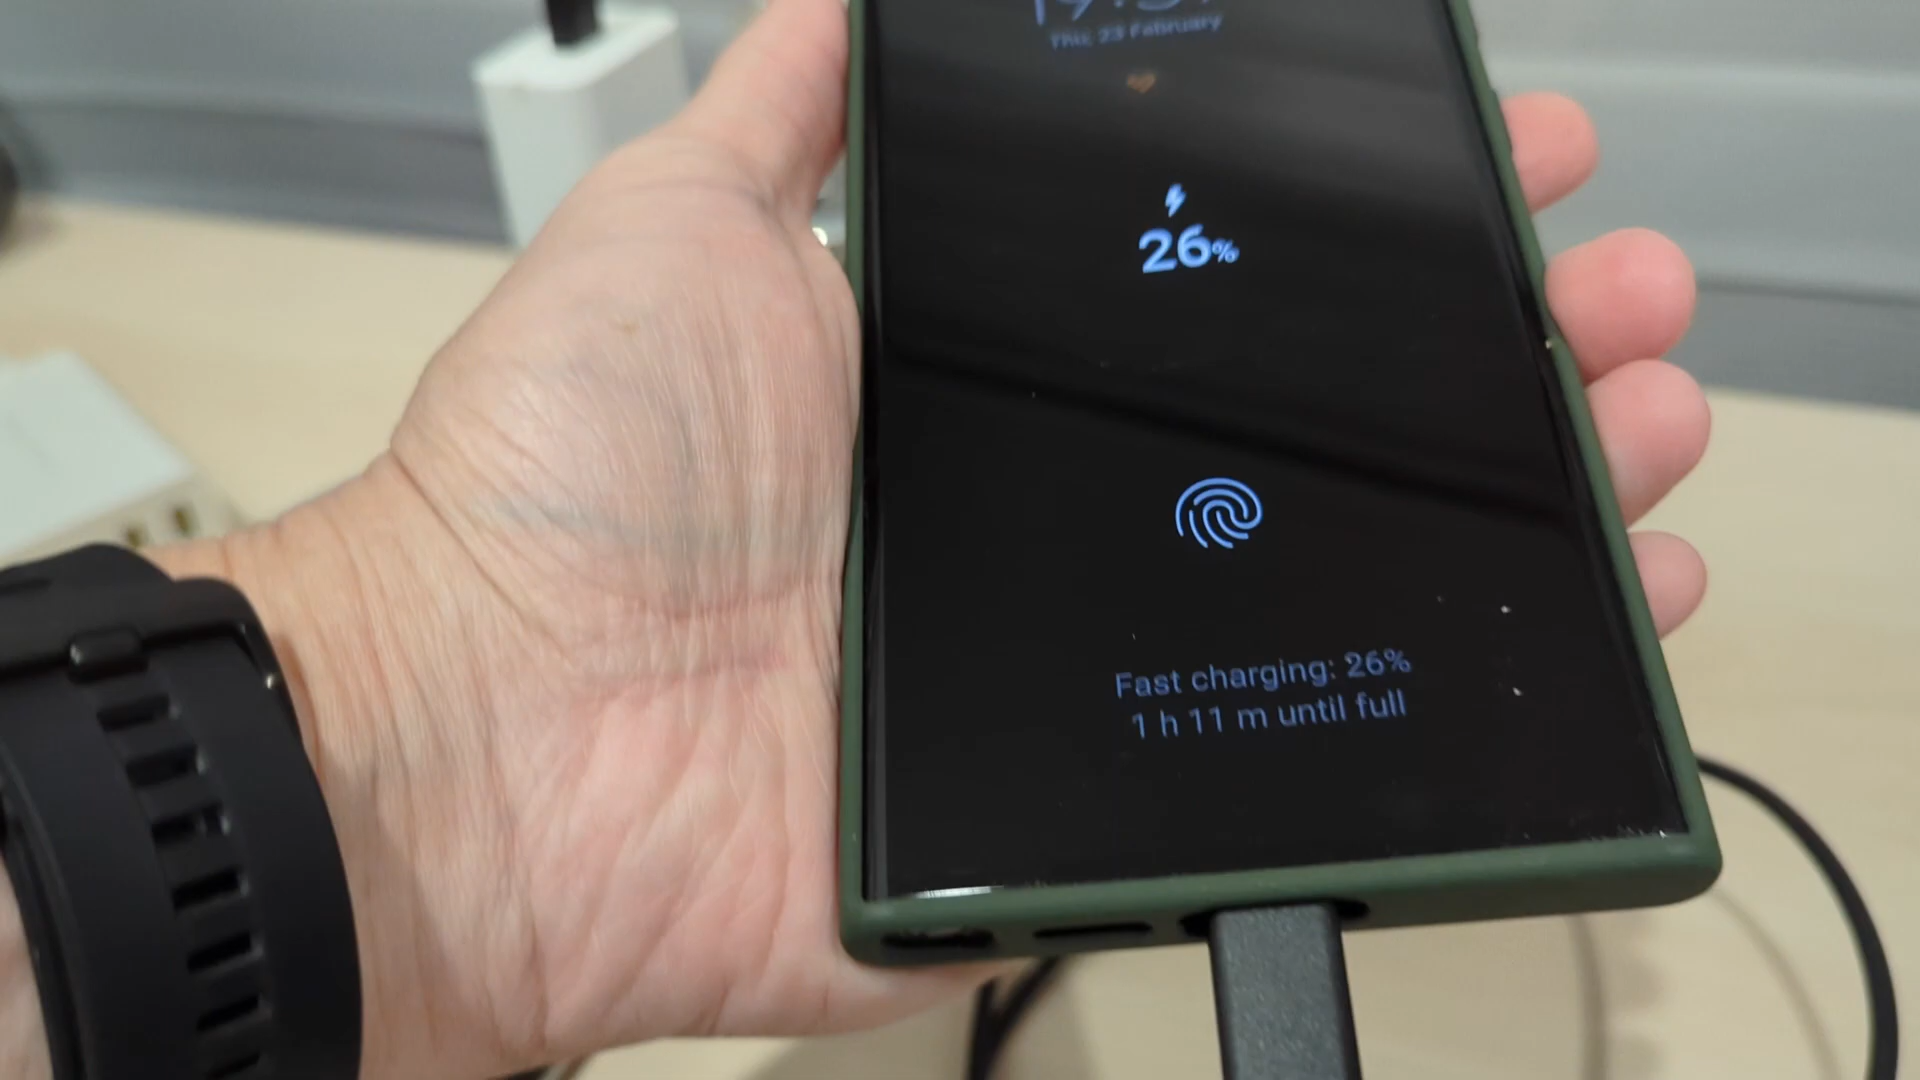 Thu, 23 February
26%
Fast charging: 26%
1 h 11 m until full